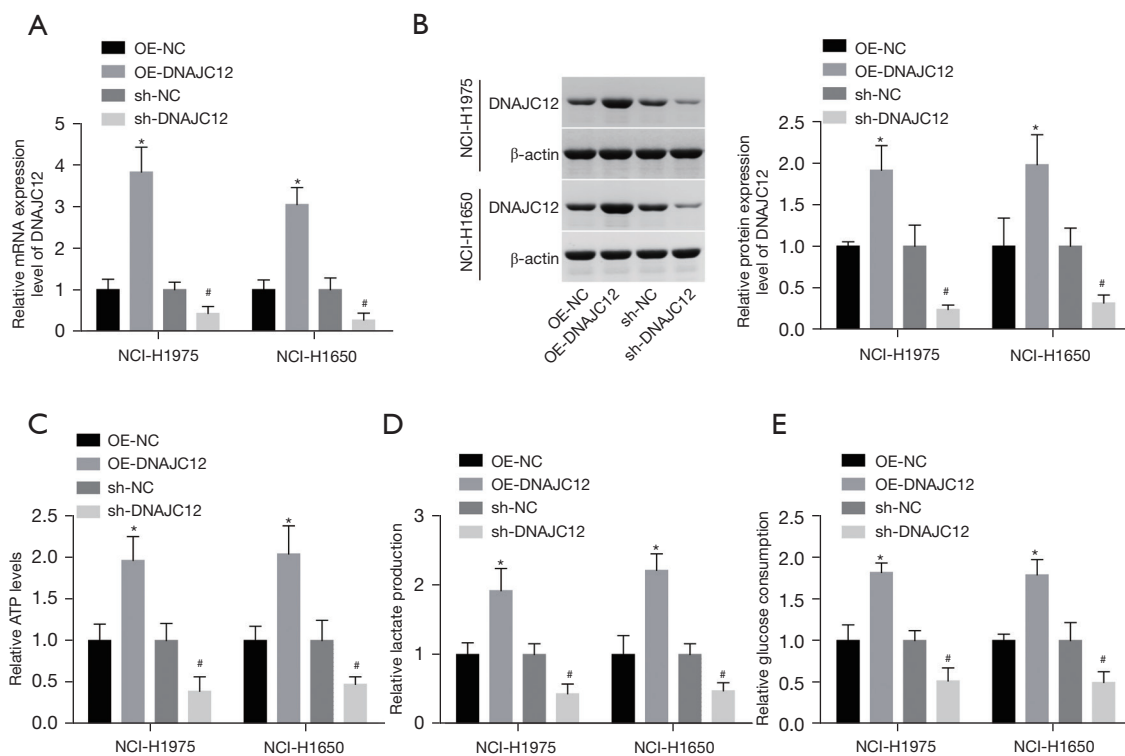 A
OE-NC
OE-DNAJC12
sh-NC
sh-DNAJC12
Relative mRNA expression
level of DNAJC12
5
4
3
2
1
0
*
#
*
#
NCI-H1975
NCI-H1650
B
NCI-H1975
DNAJC12
β-actin
NCI-H1650
DNAJC12
β-actin
OE-NC
OE-DNAJC12
sh-NC
sh-DNAJC12
OE-NC
OE-DNAJC12
sh-NC
sh-DNAJC12
Relative protein expression
level of DNAJC12
2.5
2.0
1.5
1.0
0.5
0.0
*
#
*
#
NCI-H1975
NCI-H1650
C
OE-NC
OE-DNAJC12
sh-NC
sh-DNAJC12
Relative ATP levels
2.5
2.0
1.5
1.0
0.5
0.0
*
#
*
#
NCI-H1975
NCI-H1650
D
OE-NC
OE-DNAJC12
sh-NC
sh-DNAJC12
Relative lactate production
3
2
1
0
*
#
*
#
NCI-H1975
NCI-H1650
E
OE-NC
OE-DNAJC12
sh-NC
sh-DNAJC12
Relative glucose consumption
2.5
2.0
1.5
1.0
0.5
0.0
*
#
*
#
NCI-H1975
NCI-H1650